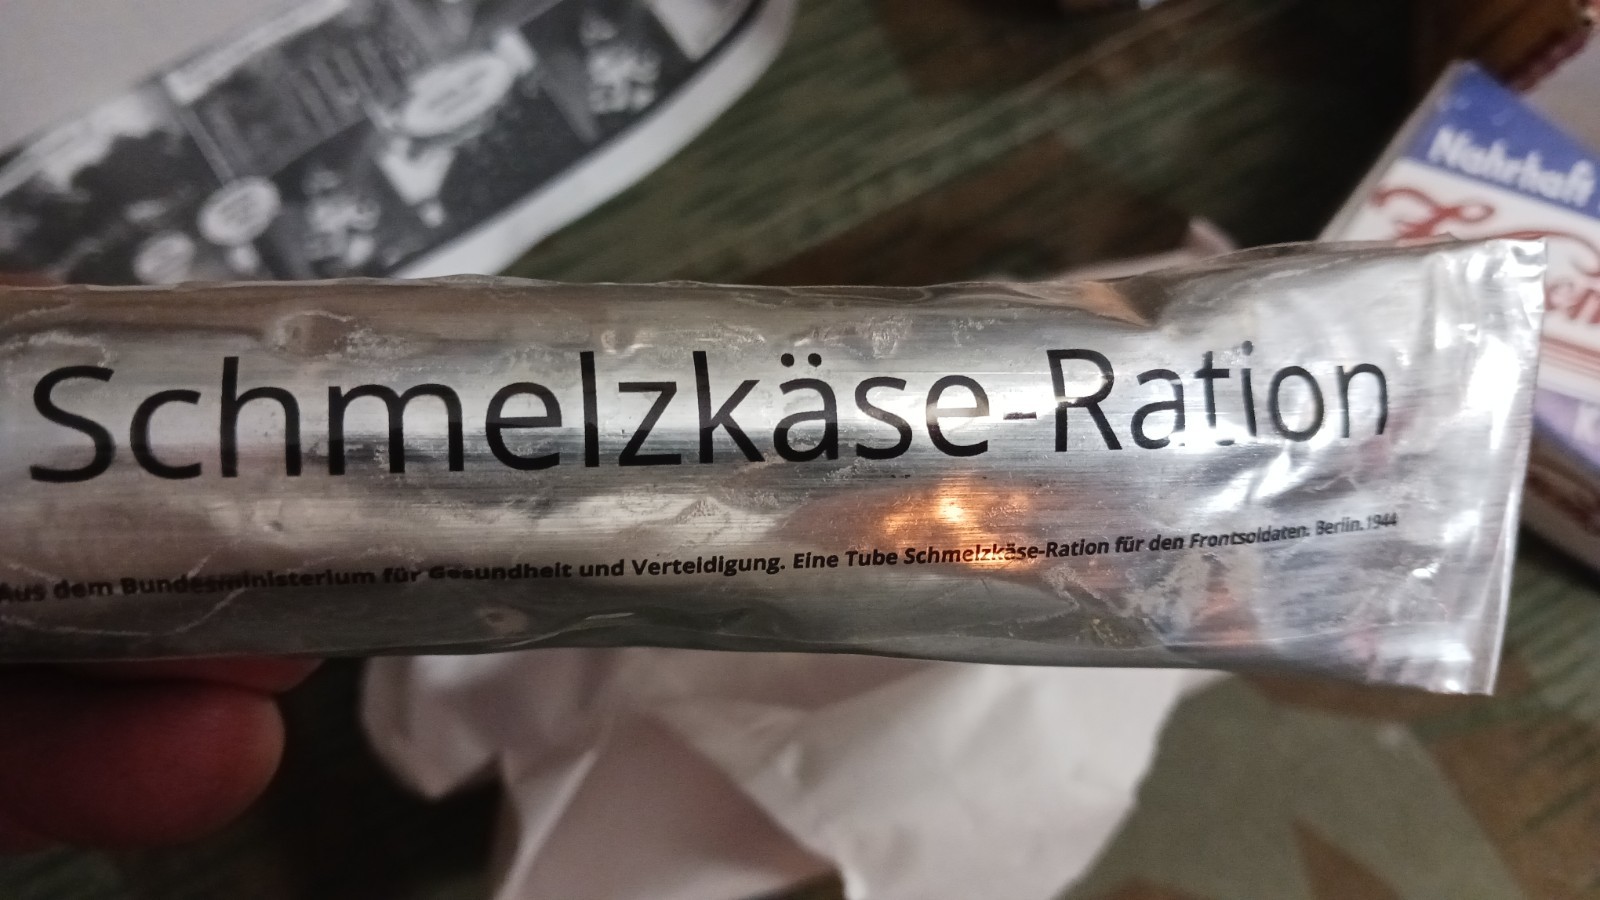 Nahrhaft
Schmelzkäse-Ration
Aus dem Bundesministerium für Gesundheit und Verteidigung. Eine Tube Schmelzkäse-Ration für den Frontsoldaten. Berlin.1944